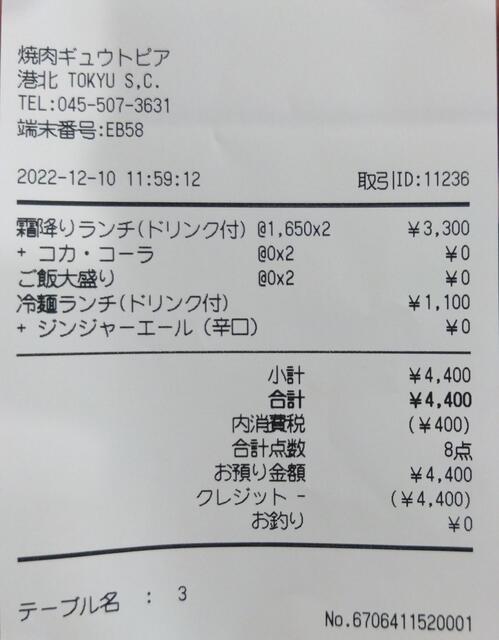 焼肉ギュウトピア
港北 TOKYU S,C.
TEL:045-507-3631
端末番号:EB58
2022-12-10 11:59:12 取引ID:11236
霜降りランチ(ドリンク付) @1,650x2 ¥3,300
+ コカ・コーラ @0x2 ¥0
ご飯大盛り @0x2 ¥0
冷麺ランチ(ドリンク付) ¥1,100
+ ジンジャーエール (辛口) ¥0
小計 ¥4,400
合計 ¥4,400
内消費税 (¥400)
合計点数 8点
お預り金額 ¥4,400
クレジット - (¥4,400)
お釣り ¥0
テーブル名 : 3
No.6706411520001